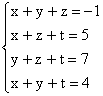 x + y + z = −1
x + z + t = 5
y + z + t = 7
x + y + t = 4